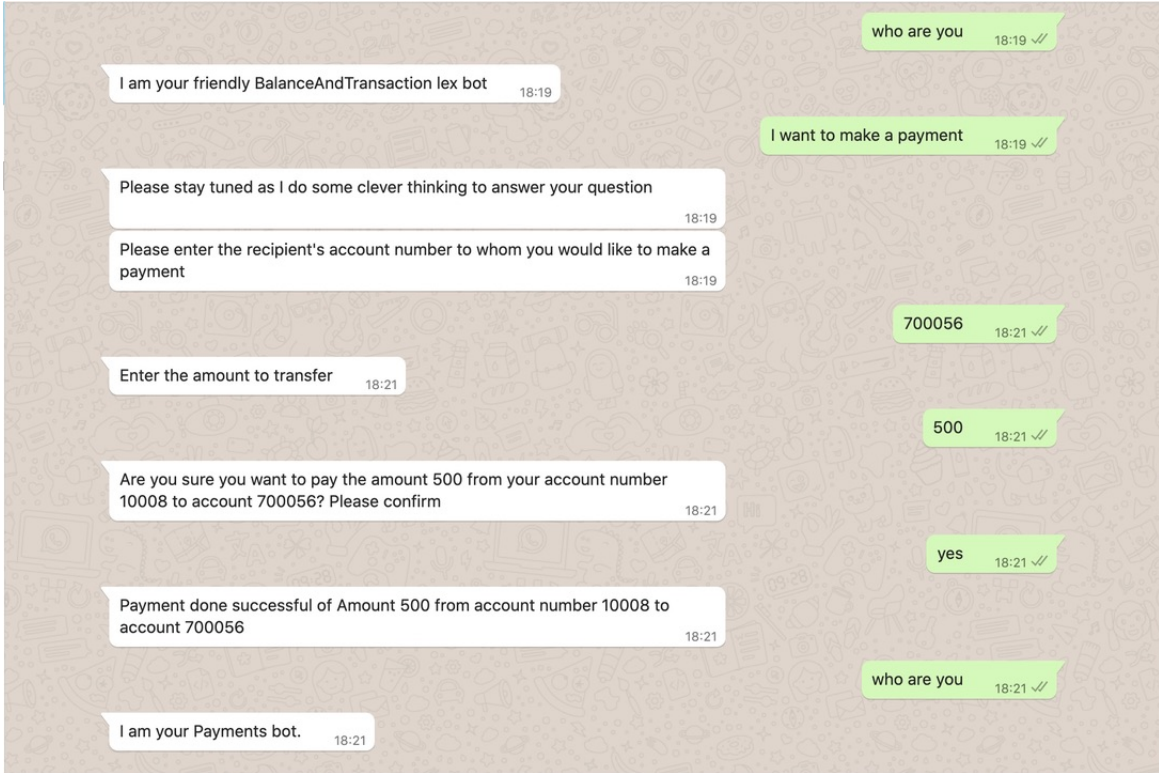 who are you
18:19
I am your friendly BalanceAndTransaction lex bot
18:19
I want to make a payment
18:19
Please stay tuned as I do some clever thinking to answer your question
18:19
Please enter the recipient's account number to whom you would like to make a
payment
18:19
700056
18:21
Enter the amount to transfer
18:21
500
18:21
Are you sure you want to pay the amount 500 from your account number
10008 to account 700056? Please confirm
18:21
yes
18:21
Payment done successful of Amount 500 from account number 10008 to
account 700056
18:21
who are you
18:21
I am your Payments bot.
18:21